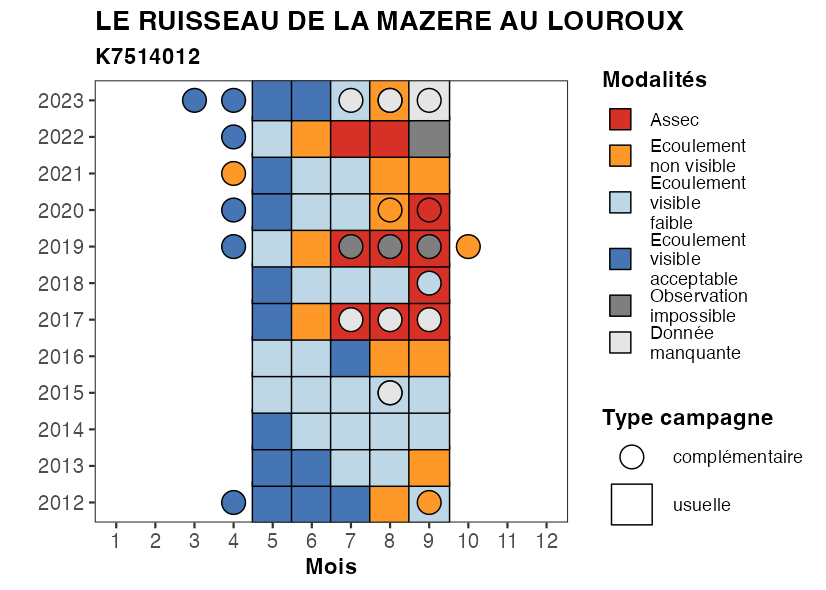 LE RUISSEAU DE LA MAZERE AU LOUROUX
K7514012
2023
2022
2021
2020
2019
2018
2017
2016
2015
2014
2013
2012
1 2 3 4 5 6 7 8 9 10 11 12
Mois
Modalités
Assec
Ecoulement
non visible
Ecoulement
visible
faible
Ecoulement
visible
acceptable
Observation
impossible
Donnée
manquante
Type campagne
complémentaire
usuelle